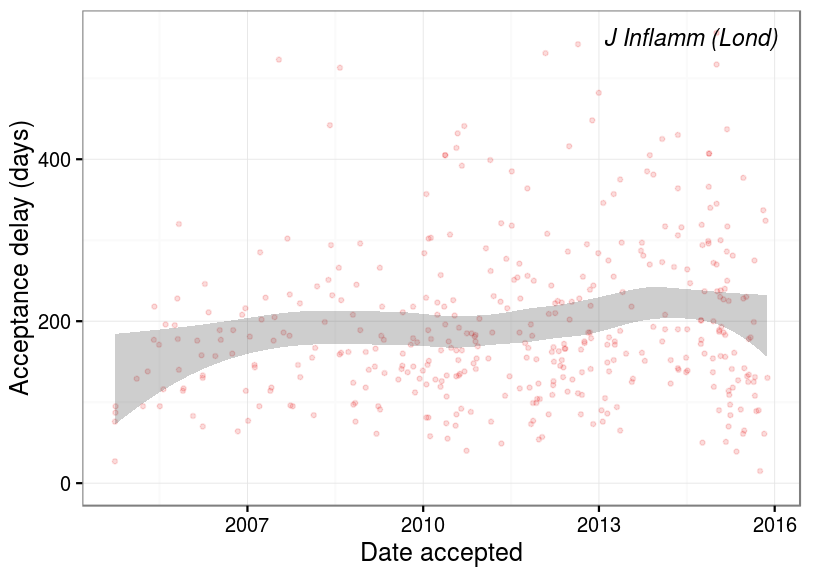 J Inflamm (Lond)
Acceptance delay (days)
400
200
0
2007 2010 2013 2016
Date accepted